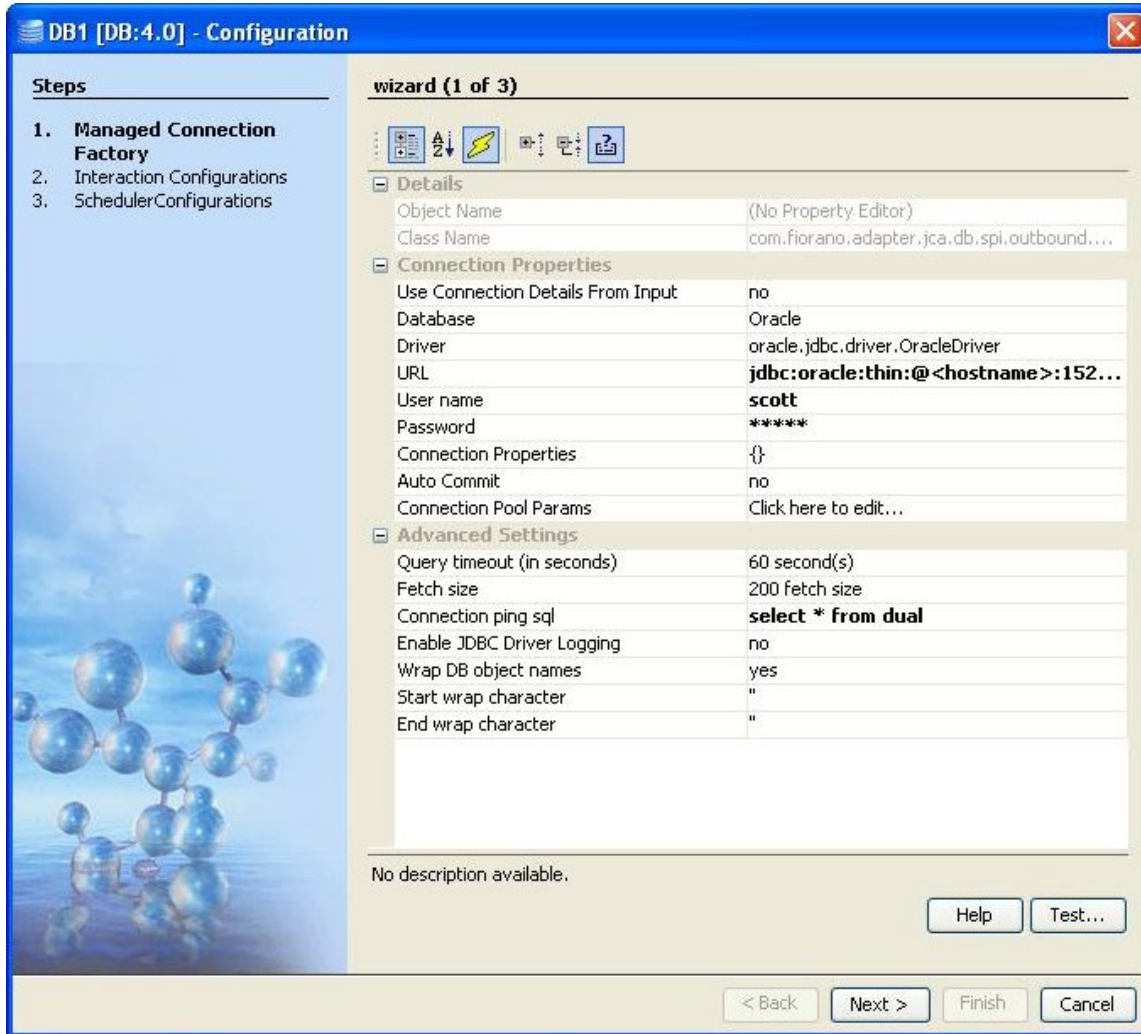 DB1 [DB:4.0] - Configuration
Steps
1. Managed Connection
Factory
2. Interaction Configurations
3. SchedulerConfigurations
wizard (1 of 3)
Details
Object Name (No Property Editor)
Class Name com.fiorano.adapter.jca.db.spi.outbound....
Connection Properties
Use Connection Details From Input no
Database Oracle
Driver oracle.jdbc.driver.OracleDriver
URL jdbc:oracle:thin:@<hostname>:152...
User name scott
Password *****
Connection Properties {}
Auto Commit no
Connection Pool Params Click here to edit...
Advanced Settings
Query timeout (in seconds) 60 second(s)
Fetch size 200 fetch size
Connection ping sql select * from dual
Enable JDBC Driver Logging no
Wrap DB object names yes
Start wrap character "
End wrap character "
No description available.
Help Test...
< Back Next > Finish Cancel